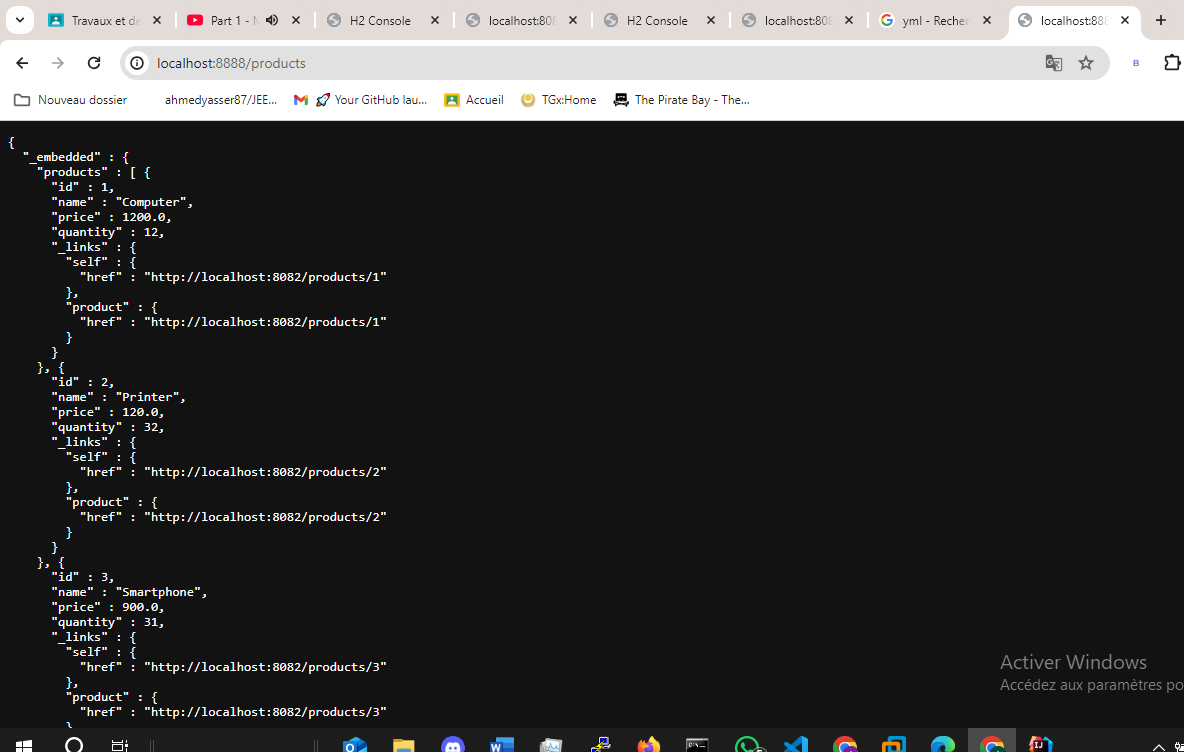 Travaux et de
Part 1 - N
H2 Console
localhost:808
H2 Console
localhost:808
yml - Recher
localhost:888
localhost:8888/products
B
Nouveau dossier
ahmedyasser87/JEE...
Your GitHub lau...
Accueil
TGx:Home
The Pirate Bay - The...
{
"_embedded" : {
"products" : [ {
"id" : 1,
"name" : "Computer",
"price" : 1200.0,
"quantity" : 12,
"_links" : {
"self" : {
"href" : "http://localhost:8082/products/1"
},
"product" : {
"href" : "http://localhost:8082/products/1"
}
}
}, {
"id" : 2,
"name" : "Printer",
"price" : 120.0,
"quantity" : 32,
"_links" : {
"self" : {
"href" : "http://localhost:8082/products/2"
},
"product" : {
"href" : "http://localhost:8082/products/2"
}
}
}, {
"id" : 3,
"name" : "Smartphone",
"price" : 900.0,
"quantity" : 31,
"_links" : {
"self" : {
"href" : "http://localhost:8082/products/3"
},
"product" : {
"href" : "http://localhost:8082/products/3"
}
Activer Windows
Accédez aux paramètres po